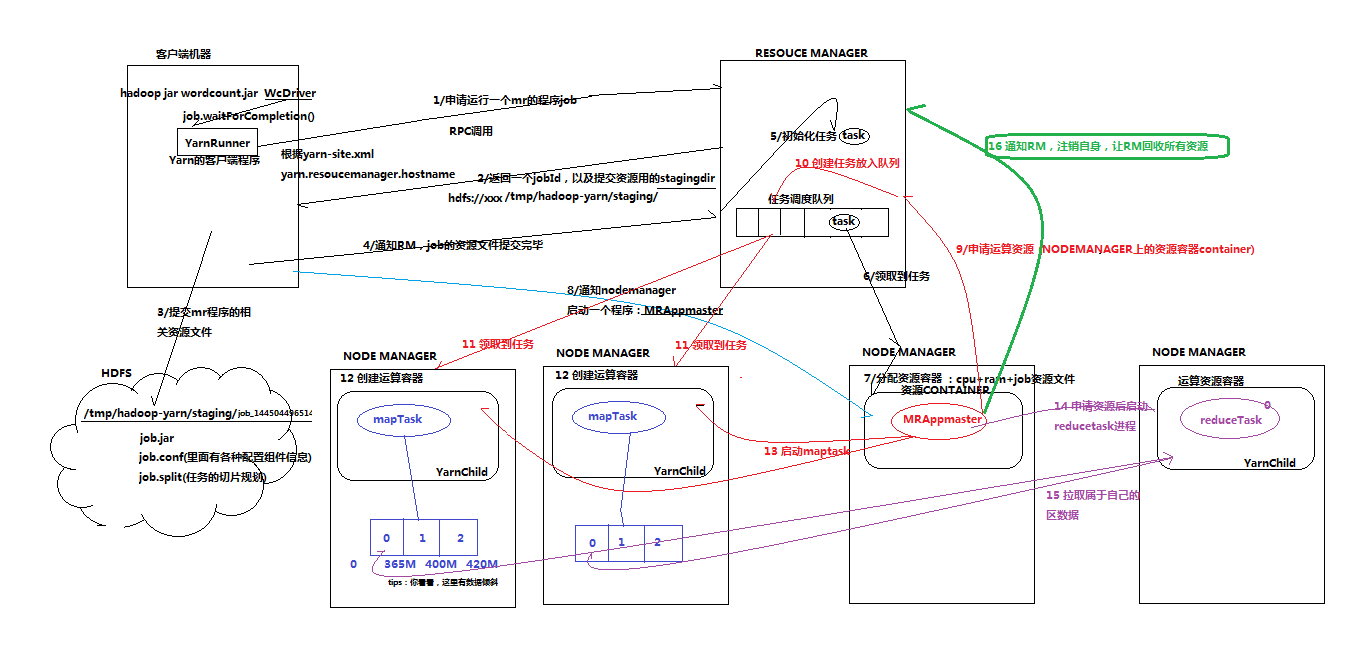 客户端机器
hadoop jar wordcount.jar WcDriver
job.waitForCompletion()
YarnRunner
Yarn的客户端程序
根据yarn-site.xml
yarn.resoucemanager.hostname
1/申请运行一个mr的程序job
RPC调用
2/返回一个jobId，以及提交资源用的stagingdir
hdfs://xxx /tmp/hadoop-yarn/staging/
4/通知RM，job的资源文件提交完毕
3/提交mr程序的相
关资源文件
RESOUCE MANAGER
5/初始化任务
task
10 创建任务放入队列
任务调度队列
task
6/领取到任务
16 通知RM，注销自身，让RM回收所有资源
9/申请运算资源（NODEMANAGER上的资源容器container)
8/通知nodemanager
启动一个程序：MRAppmaster
11 领取到任务
11 领取到任务
HDFS
/tmp/hadoop-yarn/staging/job_144504496514
job.jar
job.conf(里面有各种配置组件信息)
job.split(任务的切片规划)
NODE MANAGER
12 创建运算容器
mapTask
YarnChild
0 1 2
0 365M 400M 420M
tips：你看看，这里有数据倾斜
NODE MANAGER
12 创建运算容器
mapTask
YarnChild
0 1 2
13 启动maptask
NODE MANAGER
7/分配资源容器 ：cpu+ram+job资源文件
资源CONTAINER
MRAppmaster
14 申请资源后启动
reducetask进程
15 拉取属于自己的
区数据
NODE MANAGER
运算资源容器
0
reduceTask
YarnChild